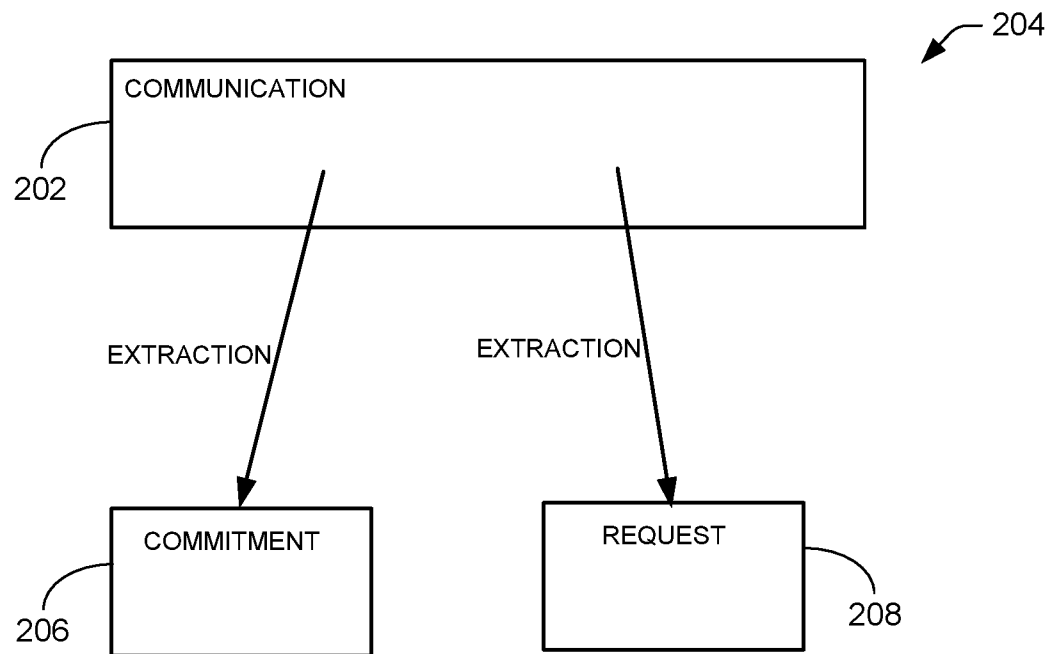 204
COMMUNICATION
202
EXTRACTION
EXTRACTION
COMMITMENT
REQUEST
206
208